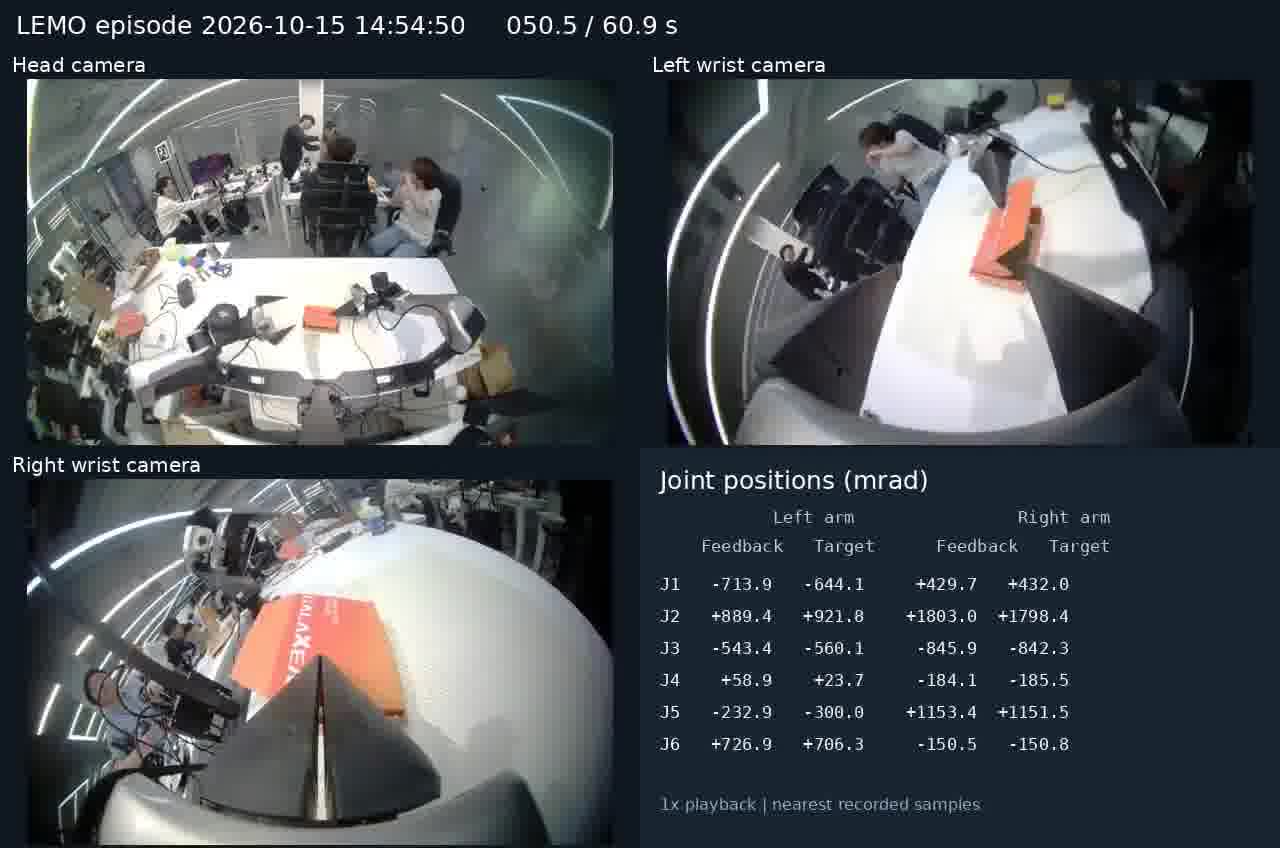 LEMO episode 2026-10-15 14:54:50 050.5 / 60.9 s
Head camera
Left wrist camera
Right wrist camera
Joint positions (mrad)
Left arm Right arm
Feedback Target Feedback Target
J1 -713.9 -644.1 +429.7 +432.0
J2 +889.4 +921.8 +1803.0 +1798.4
J3 -543.4 -560.1 -845.9 -842.3
J4 +58.9 +23.7 -184.1 -185.5
J5 -232.9 -300.0 +1153.4 +1151.5
J6 +726.9 +706.3 -150.5 -150.8
1x playback | nearest recorded samples